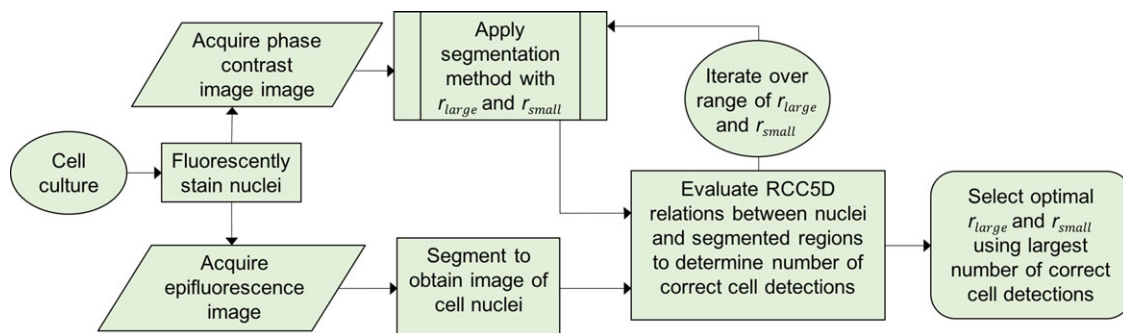 Cell
culture
Fluorescently
stain nuclei
Acquire phase
contrast
image image
Apply
segmentation
method with
r_large and r_small
Iterate over
range of r_large
and r_small
Acquire
epifluorescence
image
Segment to
obtain image of
cell nuclei
Evaluate RCC5D
relations between nuclei
and segmented regions
to determine number of
correct cell detections
Select optimal
r_large and r_small
using largest
number of correct
cell detections